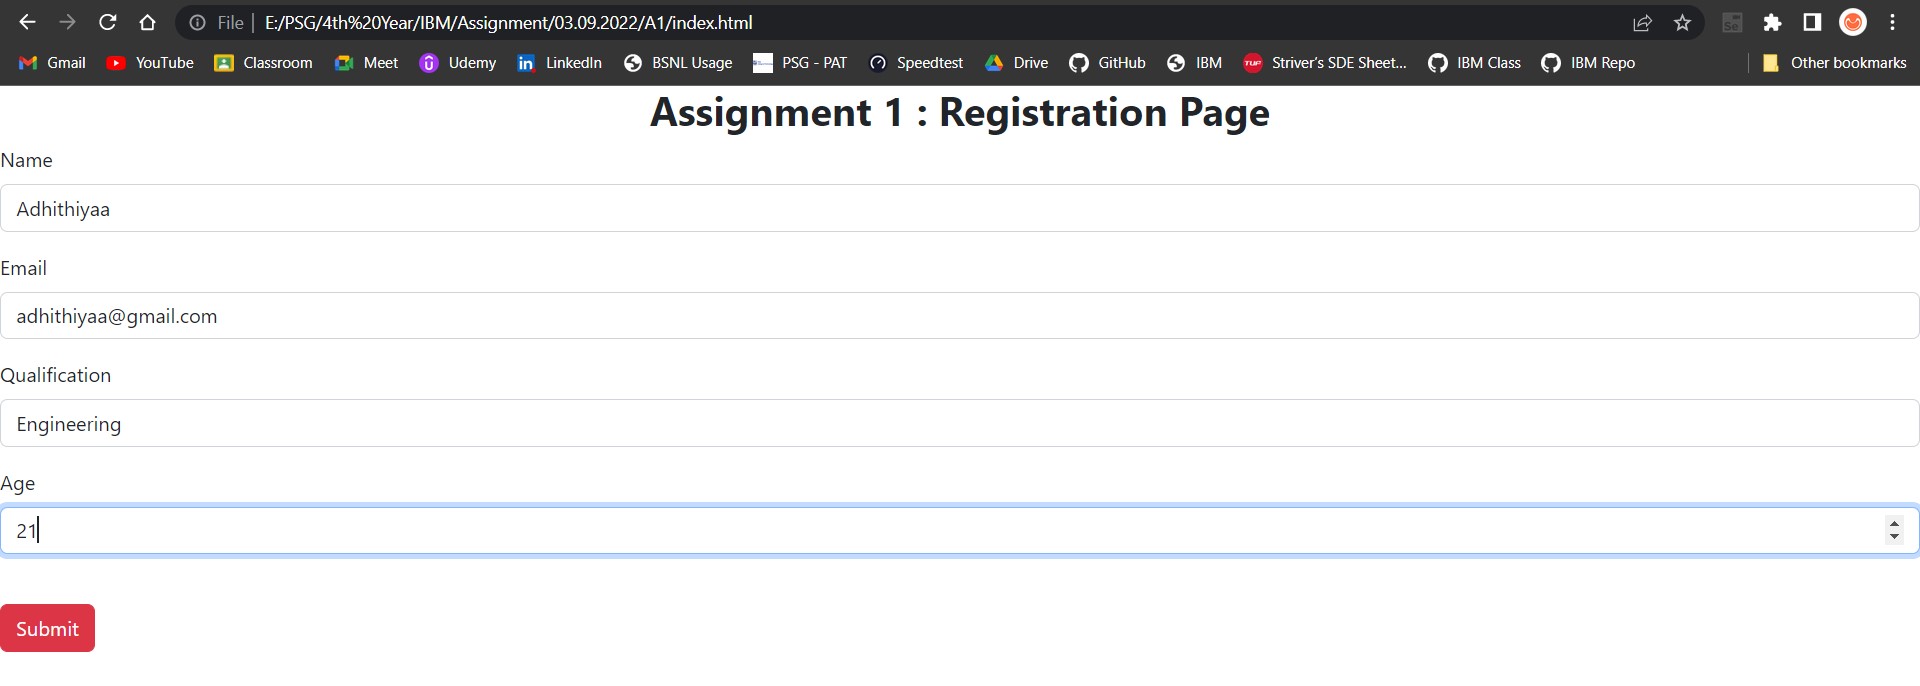 File E:/PSG/4th%20Year/IBM/Assignment/03.09.2022/A1/index.html
Gmail YouTube Classroom Meet Udemy LinkedIn BSNL Usage PSG - PAT Speedtest Drive GitHub IBM TUF Striver's SDE Sheet... IBM Class IBM Repo Other bookmarks
Assignment 1 : Registration Page
Name
Adhithiyaa
Email
adhithiyaa@gmail.com
Qualification
Engineering
Age
21
Submit